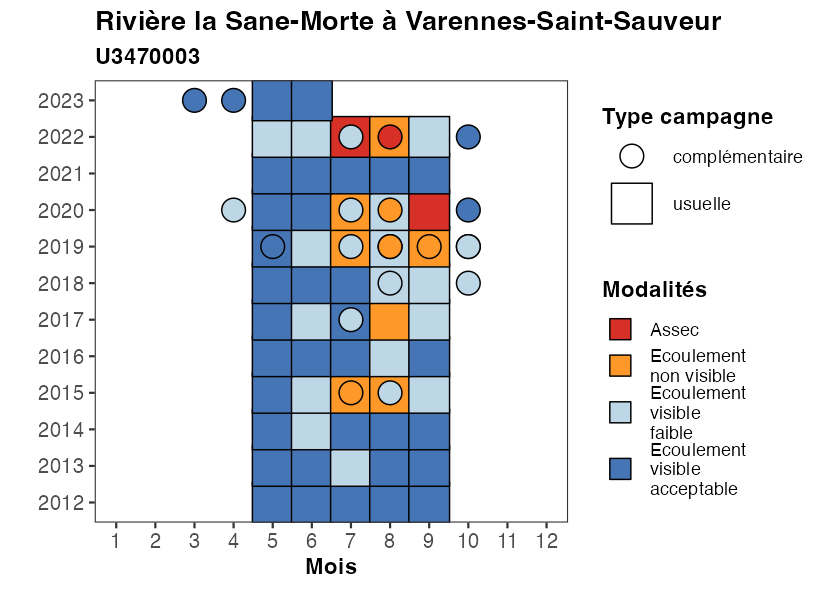 Rivière la Sane-Morte à Varennes-Saint-Sauveur
U3470003
2023
2022
2021
2020
2019
2018
2017
2016
2015
2014
2013
2012
1 2 3 4 5 6 7 8 9 10 11 12
Mois
Type campagne
complémentaire
usuelle
Modalités
Assec
Ecoulement
non visible
Ecoulement
visible
faible
Ecoulement
visible
acceptable